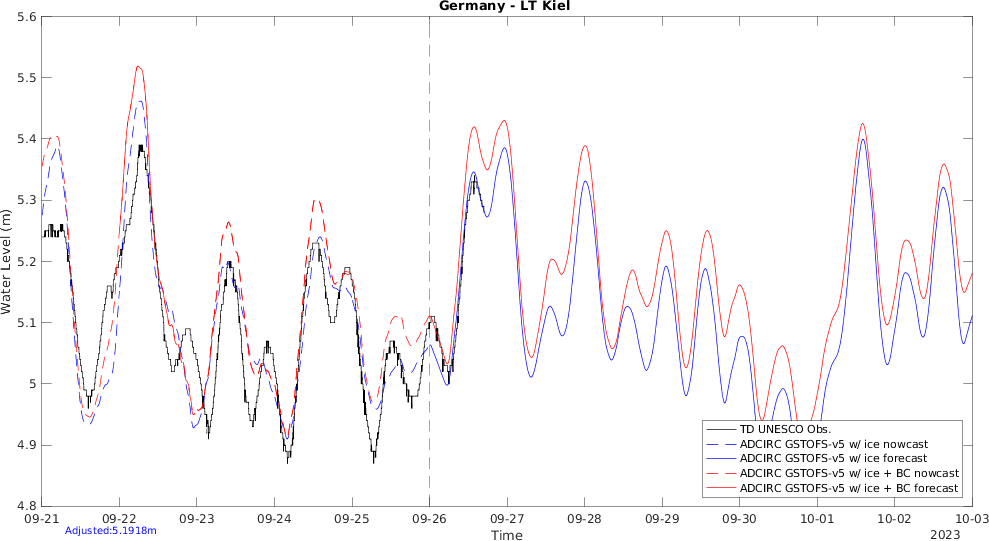 Germany - LT Kiel
5.6
5.5
5.4
5.3
5.2
5.1
5
4.9
4.8
Water Level (m)
09-21
09-22
09-23
09-24
09-25
09-26
09-27
09-28
09-29
09-30
10-01
10-02
10-03
Adjusted:5.1918m
Time
2023
TD UNESCO Obs.
ADCIRC GSTOFS-v5 w/ ice nowcast
ADCIRC GSTOFS-v5 w/ ice forecast
ADCIRC GSTOFS-v5 w/ ice + BC nowcast
ADCIRC GSTOFS-v5 w/ ice + BC forecast